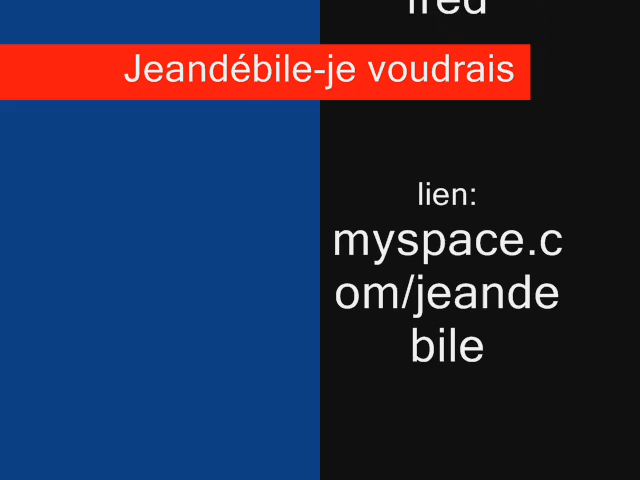 fred
Jeandébile-je voudrais
lien:
myspace.c
om/jeande
bile